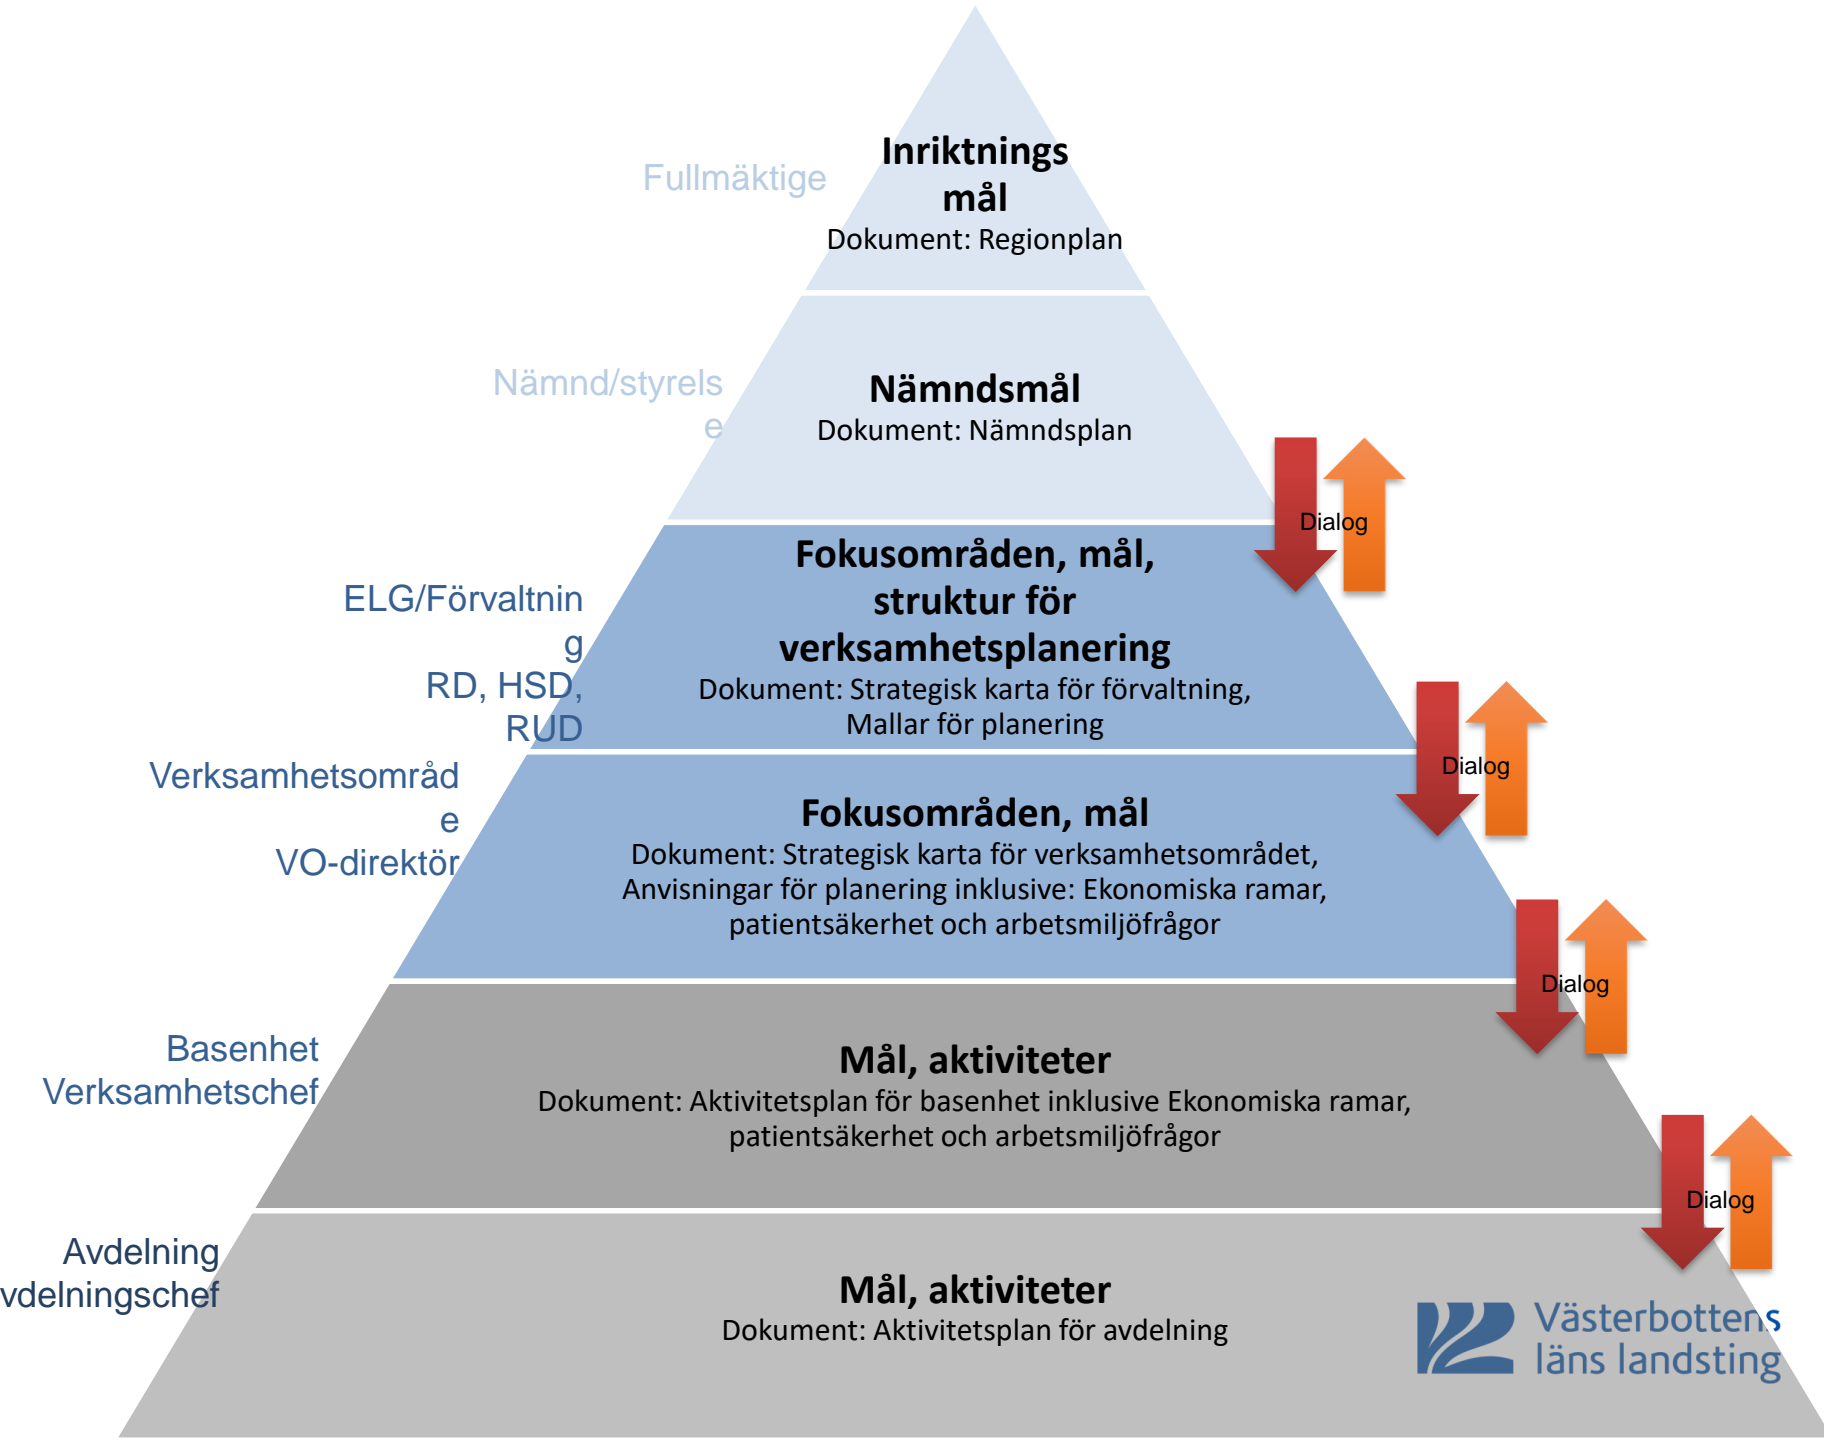 Fullmäktige
Inriktnings
mål
Dokument: Regionplan
Nämnd/styrels
e
Nämndsmål
Dokument: Nämndsplan
Dialog
ELG/Förvaltnin
g
RD, HSD,
RUD
Fokusområden, mål,
struktur för
verksamhetsplanering
Dokument: Strategisk karta för förvaltning,
Mallar för planering
Dialog
Verksamhetsområd
e
VO-direktör
Fokusområden, mål
Dokument: Strategisk karta för verksamhetsområdet,
Anvisningar för planering inklusive: Ekonomiska ramar,
patientsäkerhet och arbetsmiljöfrågor
Dialog
Basenhet
Verksamhetschef
Mål, aktiviteter
Dokument: Aktivitetsplan för basenhet inklusive Ekonomiska ramar,
patientsäkerhet och arbetsmiljöfrågor
Dialog
Avdelning
vdelningschef
Mål, aktiviteter
Dokument: Aktivitetsplan för avdelning
Västerbottens
läns landsting